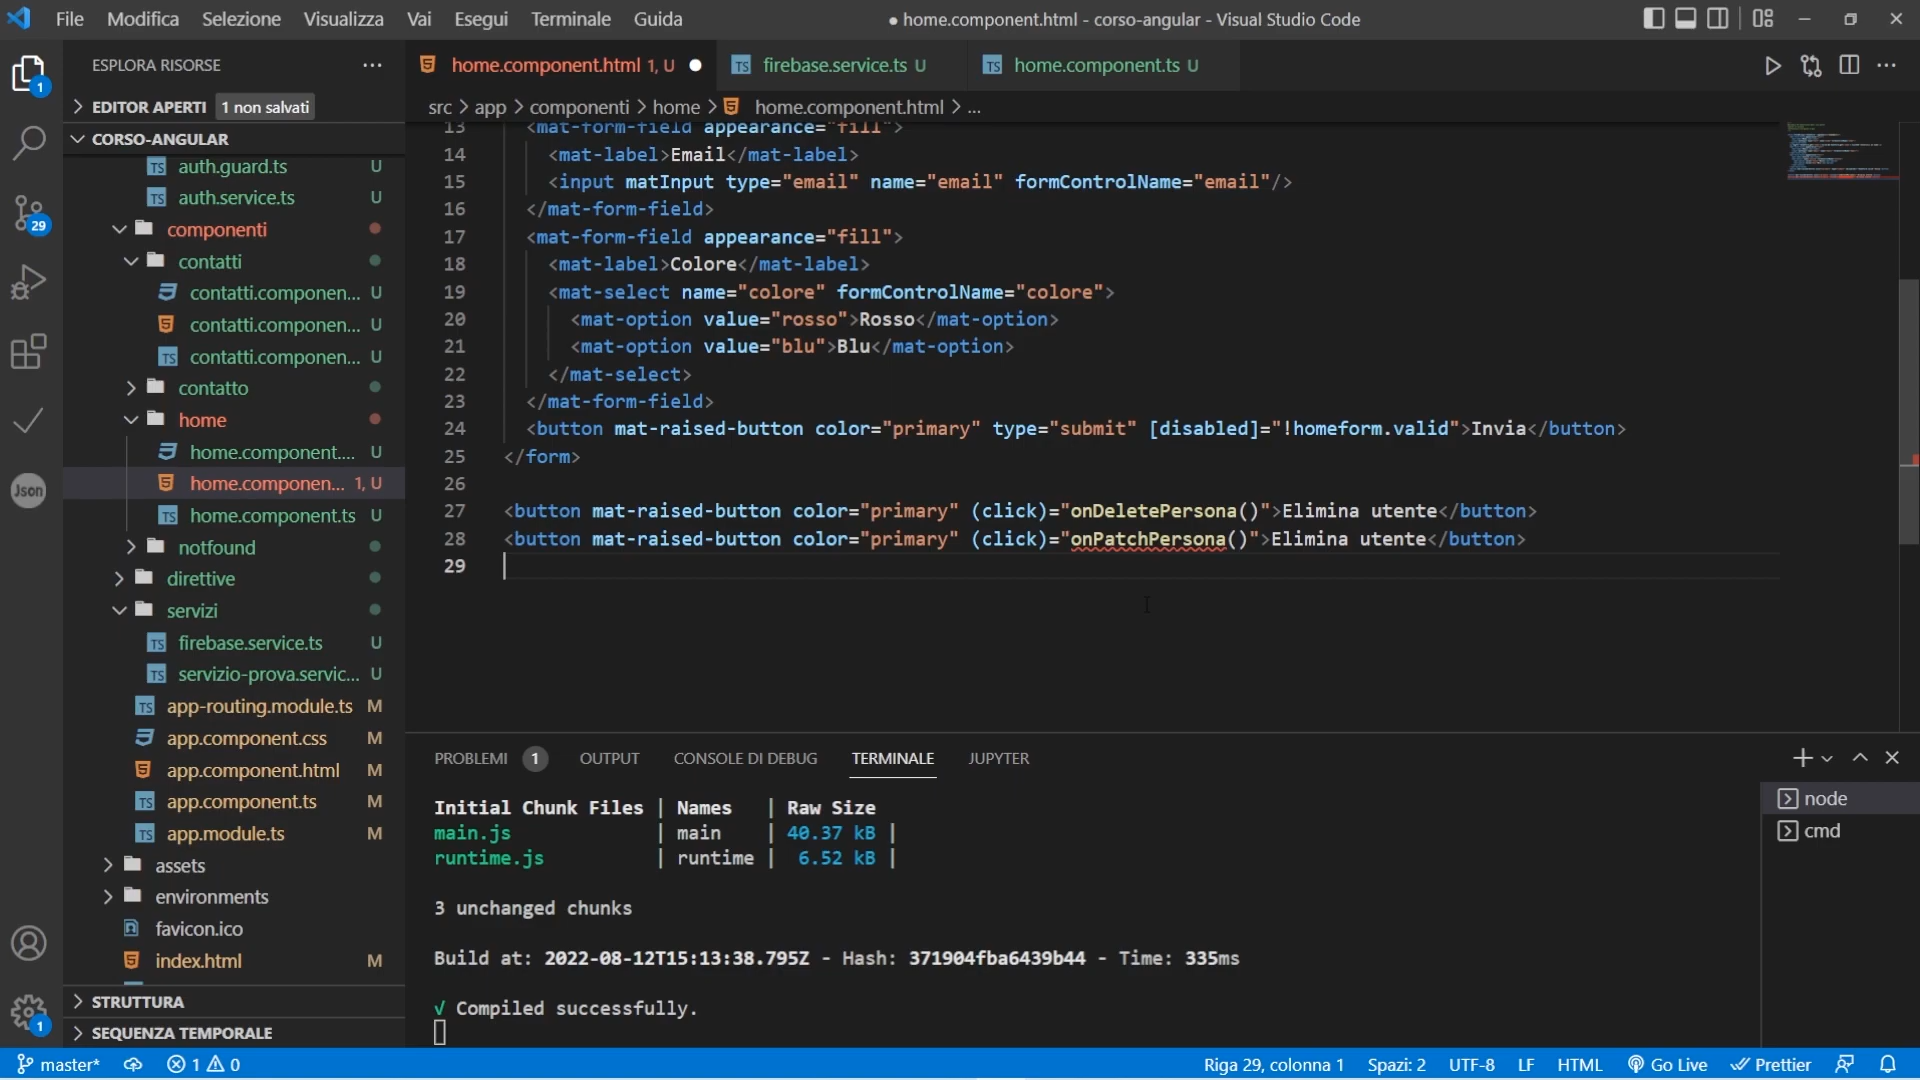 File Modifica Selezione Visualizza Vai Esegui Terminale Guida ● home.component.html - corso-angular - Visual Studio Code
ESPLORA RISORSE ...
EDITOR APERTI 1 non salvati
CORSO-ANGULAR
auth.guard.ts U
auth.service.ts U
componenti
contatti
contatti.componen... U
contatti.componen... U
contatti.componen... U
contatto
home
home.component.... U
home.componen... 1, U
home.component.ts U
notfound
direttive
servizi
firebase.service.ts U
servizio-prova.servic... U
app-routing.module.ts M
app.component.css M
app.component.html M
app.component.ts M
app.module.ts M
assets
environments
favicon.ico
index.html M
STRUTTURA
SEQUENZA TEMPORALE
1
29
Json
1
home.component.html 1, U ●
TS firebase.service.ts U
TS home.component.ts U
src > app > componenti > home > home.component.html > ...
13 <mat-form-field appearance="fill">
14 <mat-label>Email</mat-label>
15 <input matInput type="email" name="email" formControlName="email"/>
16 </mat-form-field>
17 <mat-form-field appearance="fill">
18 <mat-label>Colore</mat-label>
19 <mat-select name="colore" formControlName="colore">
20 <mat-option value="rosso">Rosso</mat-option>
21 <mat-option value="blu">Blu</mat-option>
22 </mat-select>
23 </mat-form-field>
24 <button mat-raised-button color="primary" type="submit" [disabled]="!homeform.valid">Invia</button>
25 </form>
26
27 <button mat-raised-button color="primary" (click)="onDeletePersona()">Elimina utente</button>
28 <button mat-raised-button color="primary" (click)="onPatchPersona()">Elimina utente</button>
29
PROBLEMI 1 OUTPUT CONSOLE DI DEBUG TERMINALE JUPYTER
Initial Chunk Files | Names | Raw Size
main.js | main | 40.37 kB |
runtime.js | runtime | 6.52 kB |
3 unchanged chunks
Build at: 2022-08-12T15:13:38.795Z - Hash: 371904fba6439b44 - Time: 335ms
√ Compiled successfully.
node
cmd
master* 1 0 Riga 29, colonna 1 Spazi: 2 UTF-8 LF HTML Go Live Prettier